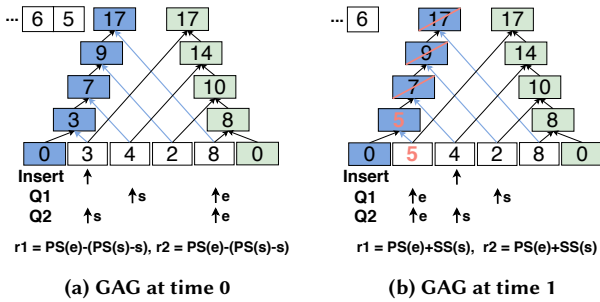 ... 6 5 17 17
9 14
7 10
3 8
0 3 4 2 8 0
Insert
Q1 s e
Q2 s e
r1 = PS(e)-(PS(s)-s), r2 = PS(e)-(PS(s)-s)
(a) GAG at time 0
... 6 17 17
9 14
7 10
5 8
0 5 4 2 8 0
Insert
Q1 e s
Q2 e s
r1 = PS(e)+SS(s), r2 = PS(e)+SS(s)
(b) GAG at time 1